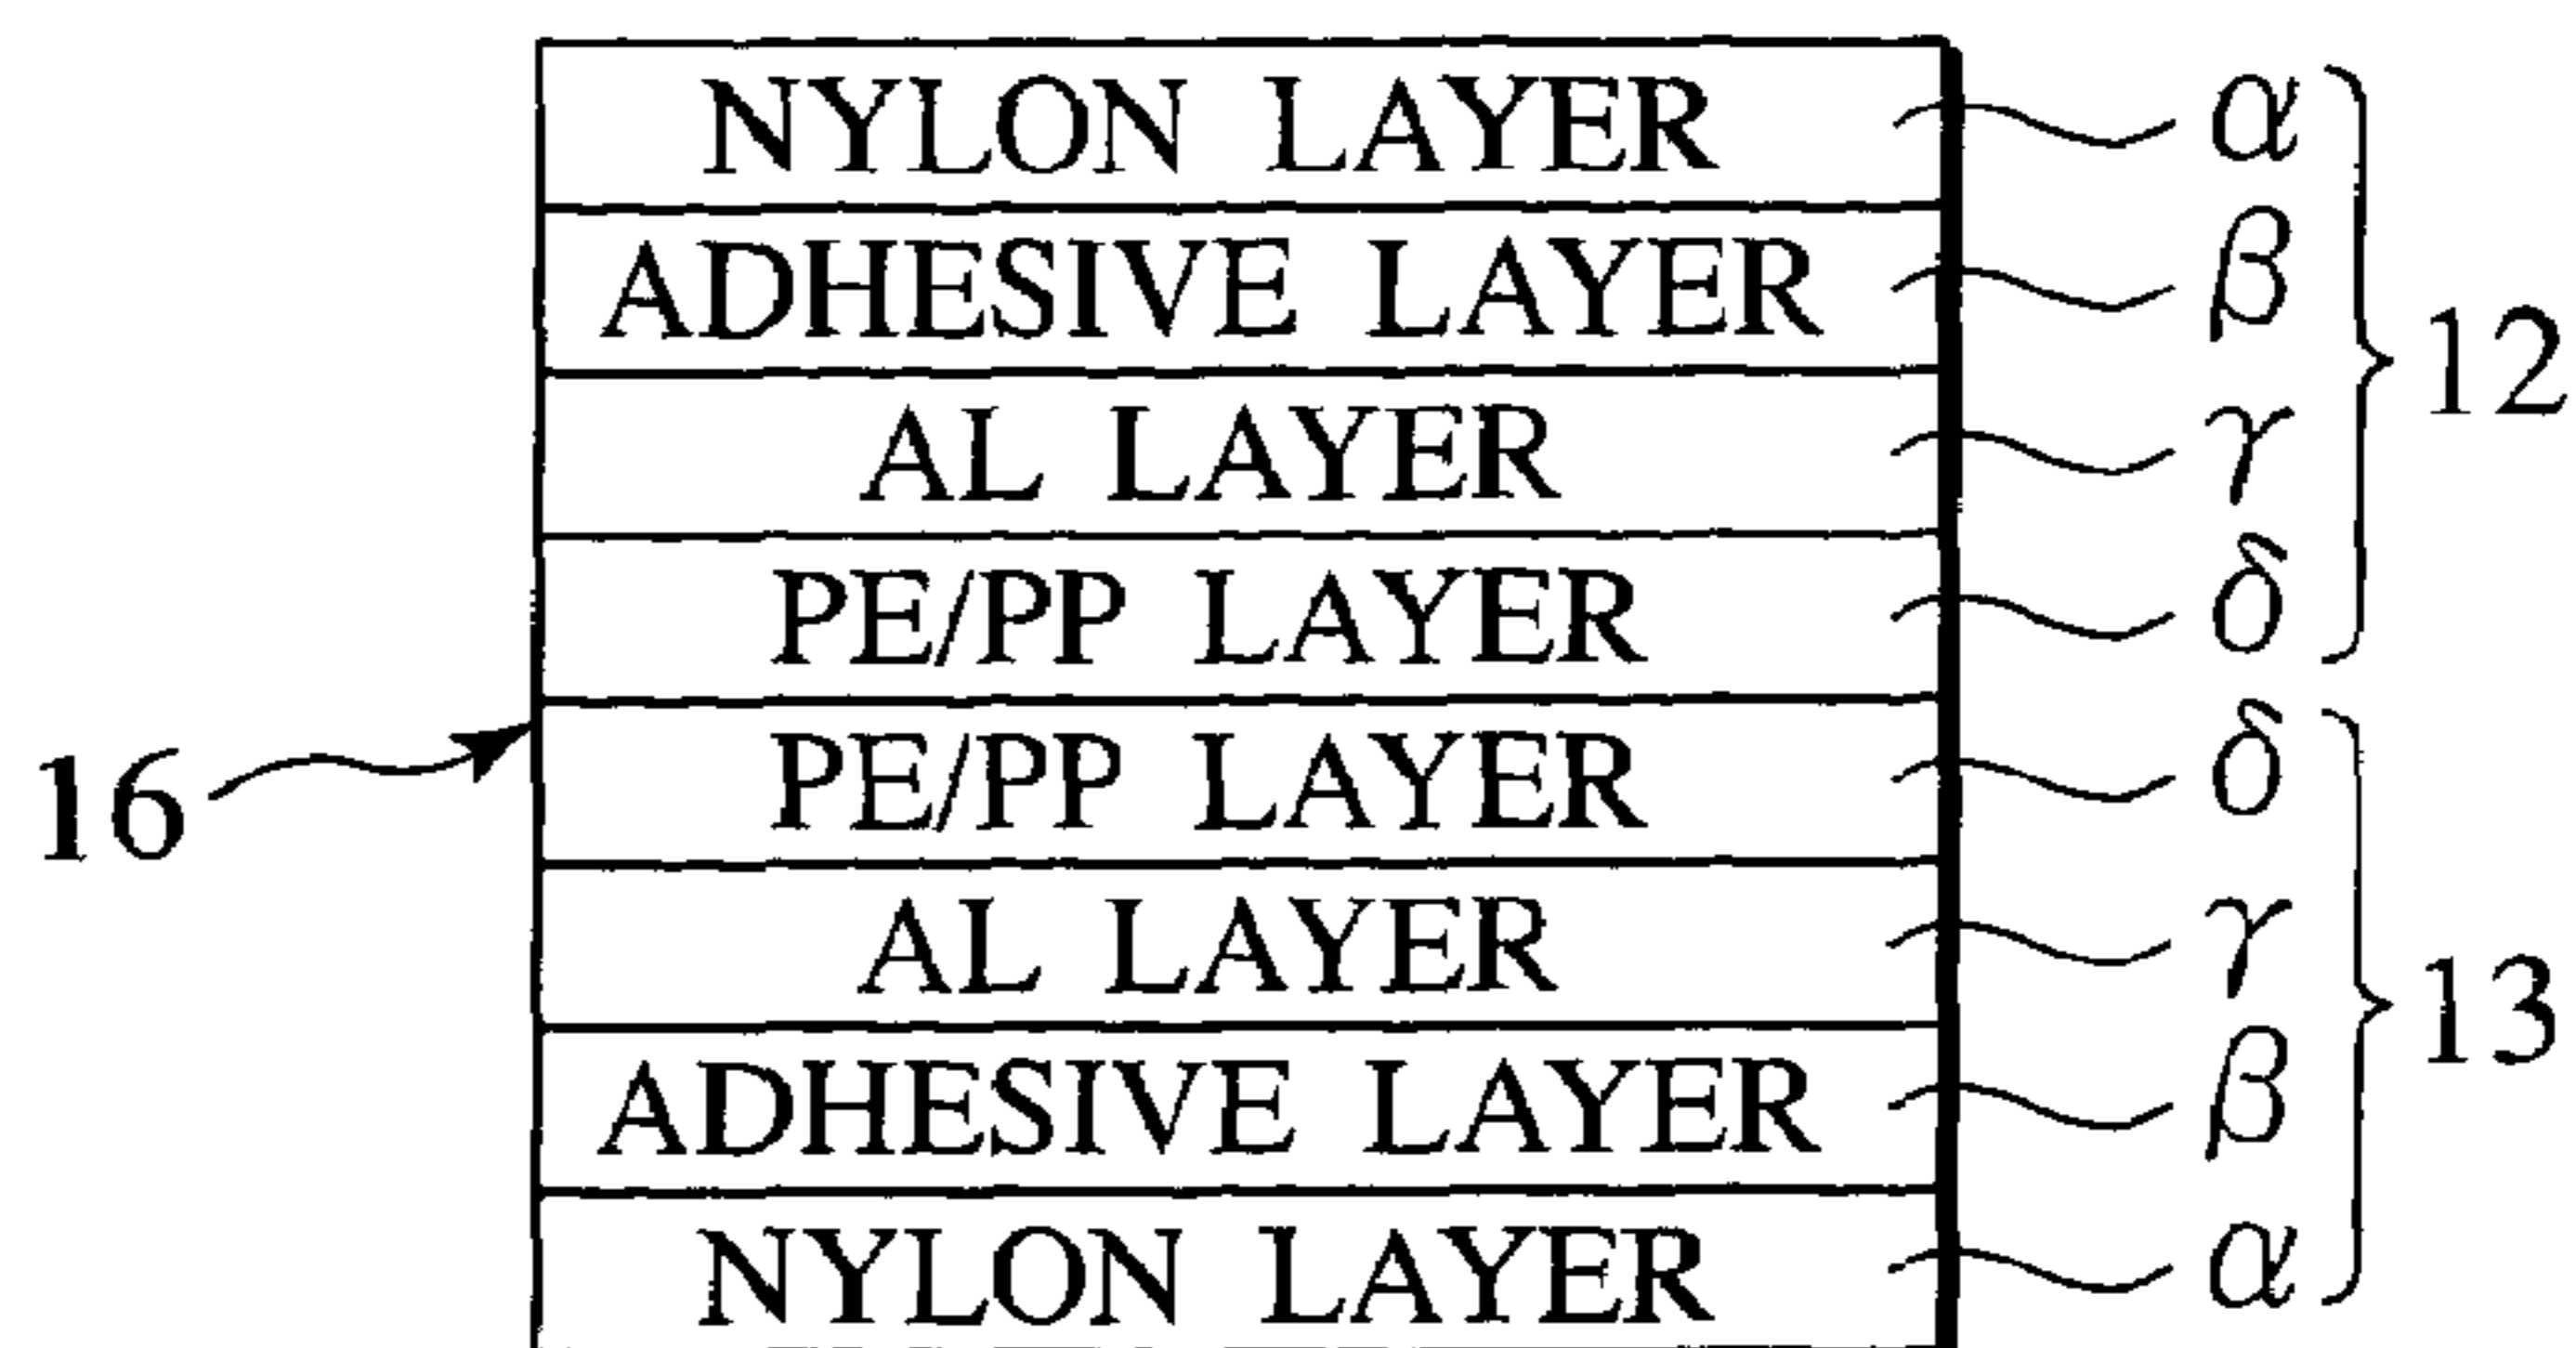 NYLON LAYER α
ADHESIVE LAYER β
12
AL LAYER γ
PE/PP LAYER δ
16
PE/PP LAYER δ
AL LAYER γ
13
ADHESIVE LAYER β
NYLON LAYER α